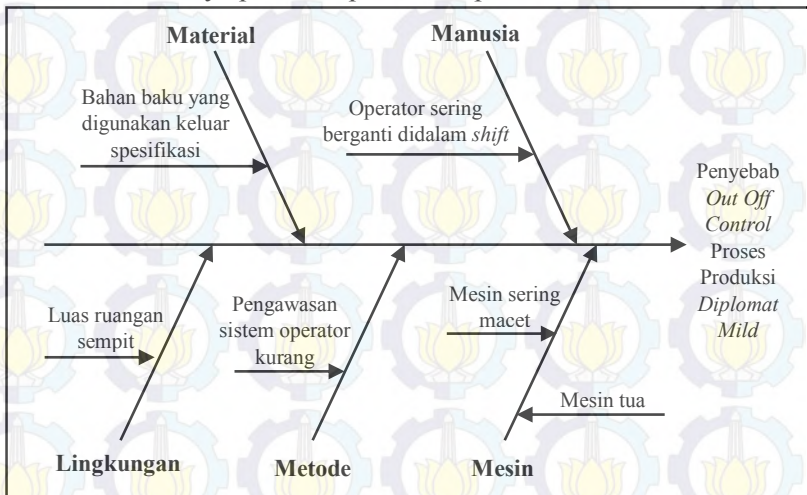 Material
Manusia
Bahan baku yang
digunakan keluar
spesifikasi
Operator sering
berganti didalam shift
Penyebab
Out Off
Control
Proses
Produksi
Diplomat
Mild
Luas ruangan
sempit
Pengawasan
sistem operator
kurang
Mesin sering
macet
Mesin tua
Lingkungan
Metode
Mesin